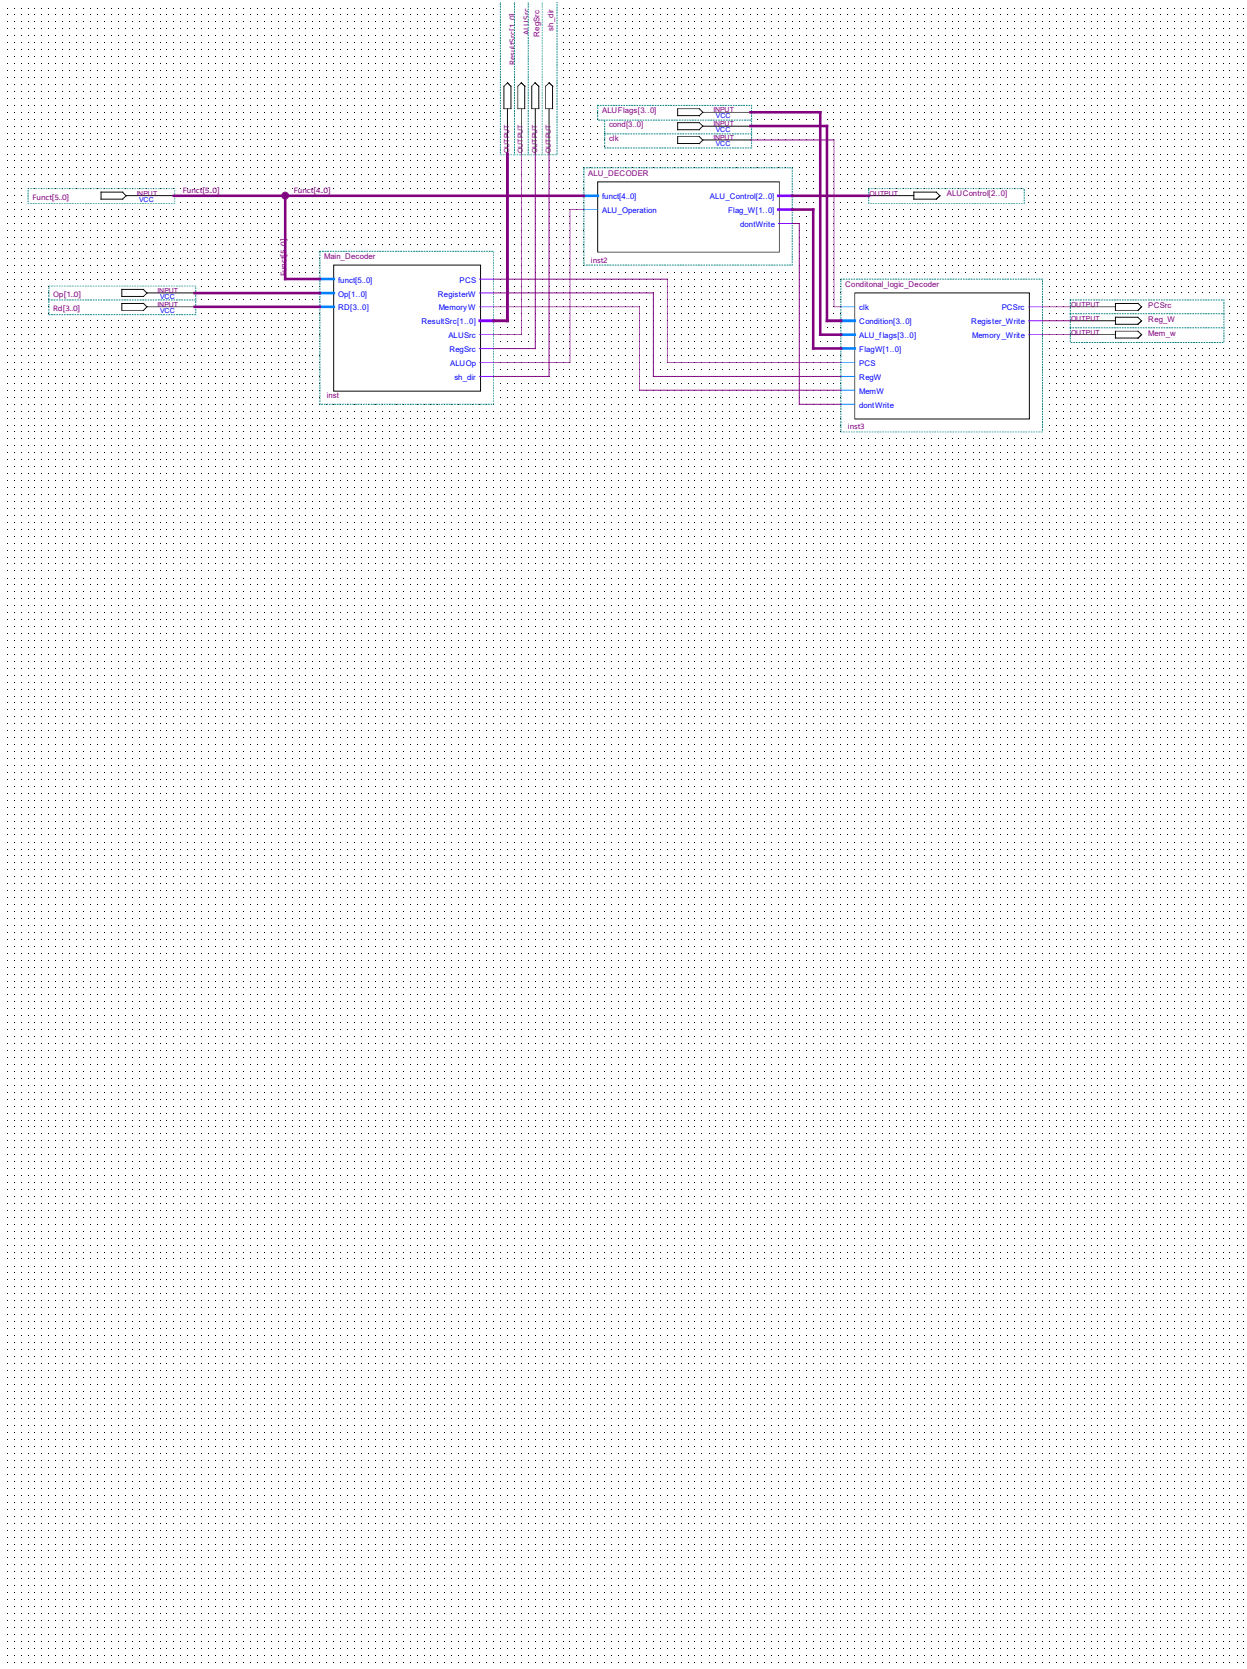 ResultSrc[1..0]
ALUSrc
RegSrc
sh_dir
OUTPUT
OUTPUT
OUTPUT
OUTPUT
ALUFlags[3..0] INPUT VCC
cond[3..0] INPUT VCC
clk INPUT VCC
Funct[5..0] INPUT VCC
Funct[5..0]
Funct[4..0]
Funct[5..0]
ALU_DECODER
funct[4..0] ALU_Control[2..0]
ALU_Operation Flag_W[1..0]
dontWrite
inst2
OUTPUT ALUControl[2..0]
Main_Decoder
funct[5..0] PCS
Op[1..0] RegisterW
RD[3..0] MemoryW
ResultSrc[1..0]
ALUSrc
RegSrc
ALUOp
sh_dir
inst
Op[1..0] INPUT VCC
Rd[3..0] INPUT VCC
Conditonal_logic_Decoder
clk PCSrc
Condition[3..0] Register_Write
ALU_flags[3..0] Memory_Write
FlagW[1..0]
PCS
RegW
MemW
dontWrite
inst3
OUTPUT PCSrc
OUTPUT Reg_W
OUTPUT Mem_w